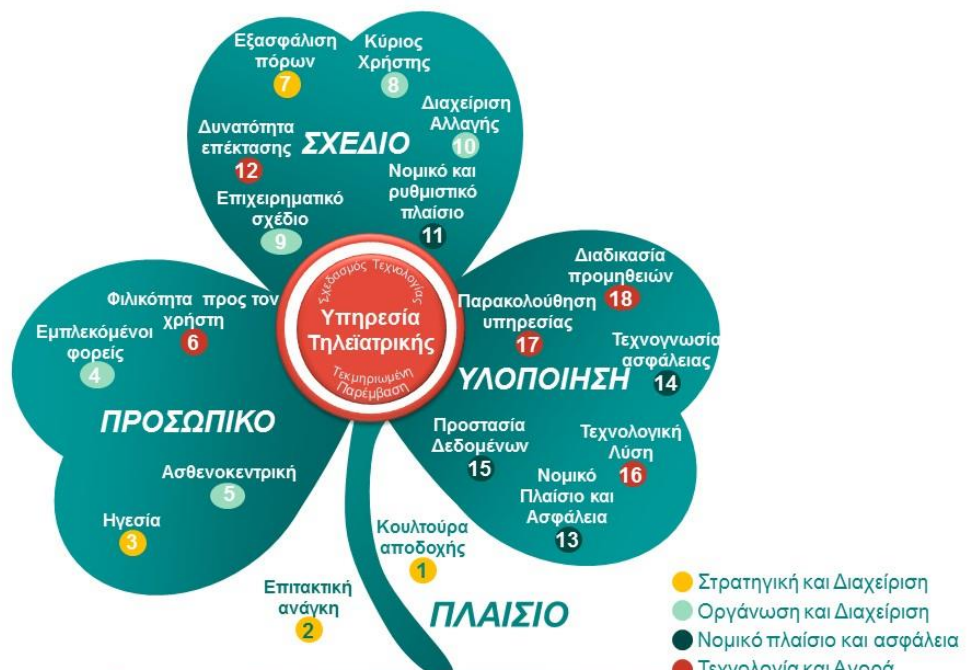 Εξασφάλιση
πόρων
7
Κύριος
Χρήστης
8
Διαχείριση
Αλλαγής
10
Δυνατότητα
επέκτασης
12
ΣΧΕΔΙΟ
Νομικό και
ρυθμιστικό
πλαίσιο
11
Επιχειρηματικό
σχέδιο
9
Σχεδασμός Τεχνολογίας
Υπηρεσία
Τηλεϊατρικής
Τεκμηριωμένη
Παρέμβαση
Φιλικότητα προς τον
χρήστη
6
Εμπλεκόμενοι
φορείς
4
ΠΡΟΣΩΠΙΚΟ
Ασθενοκεντρική
5
Ηγεσία
3
Διαδικασία
προμηθειών
18
Παρακολούθηση
υπηρεσίας
17
Τεχνογνωσία
ασφάλειας
14
ΥΛΟΠΟΙΗΣΗ
Προστασία
Δεδομένων
15
Τεχνολογική
Λύση
16
Νομικό
Πλαίσιο και
Ασφάλεια
13
Κουλτούρα
αποδοχής
1
Επιτακτική
ανάγκη
2
ΠΛΑΙΣΙΟ
Στρατηγική και Διαχείριση
Οργάνωση και Διαχείριση
Νομικό πλαίσιο και ασφάλεια
Τεχνολογία και Αγορά